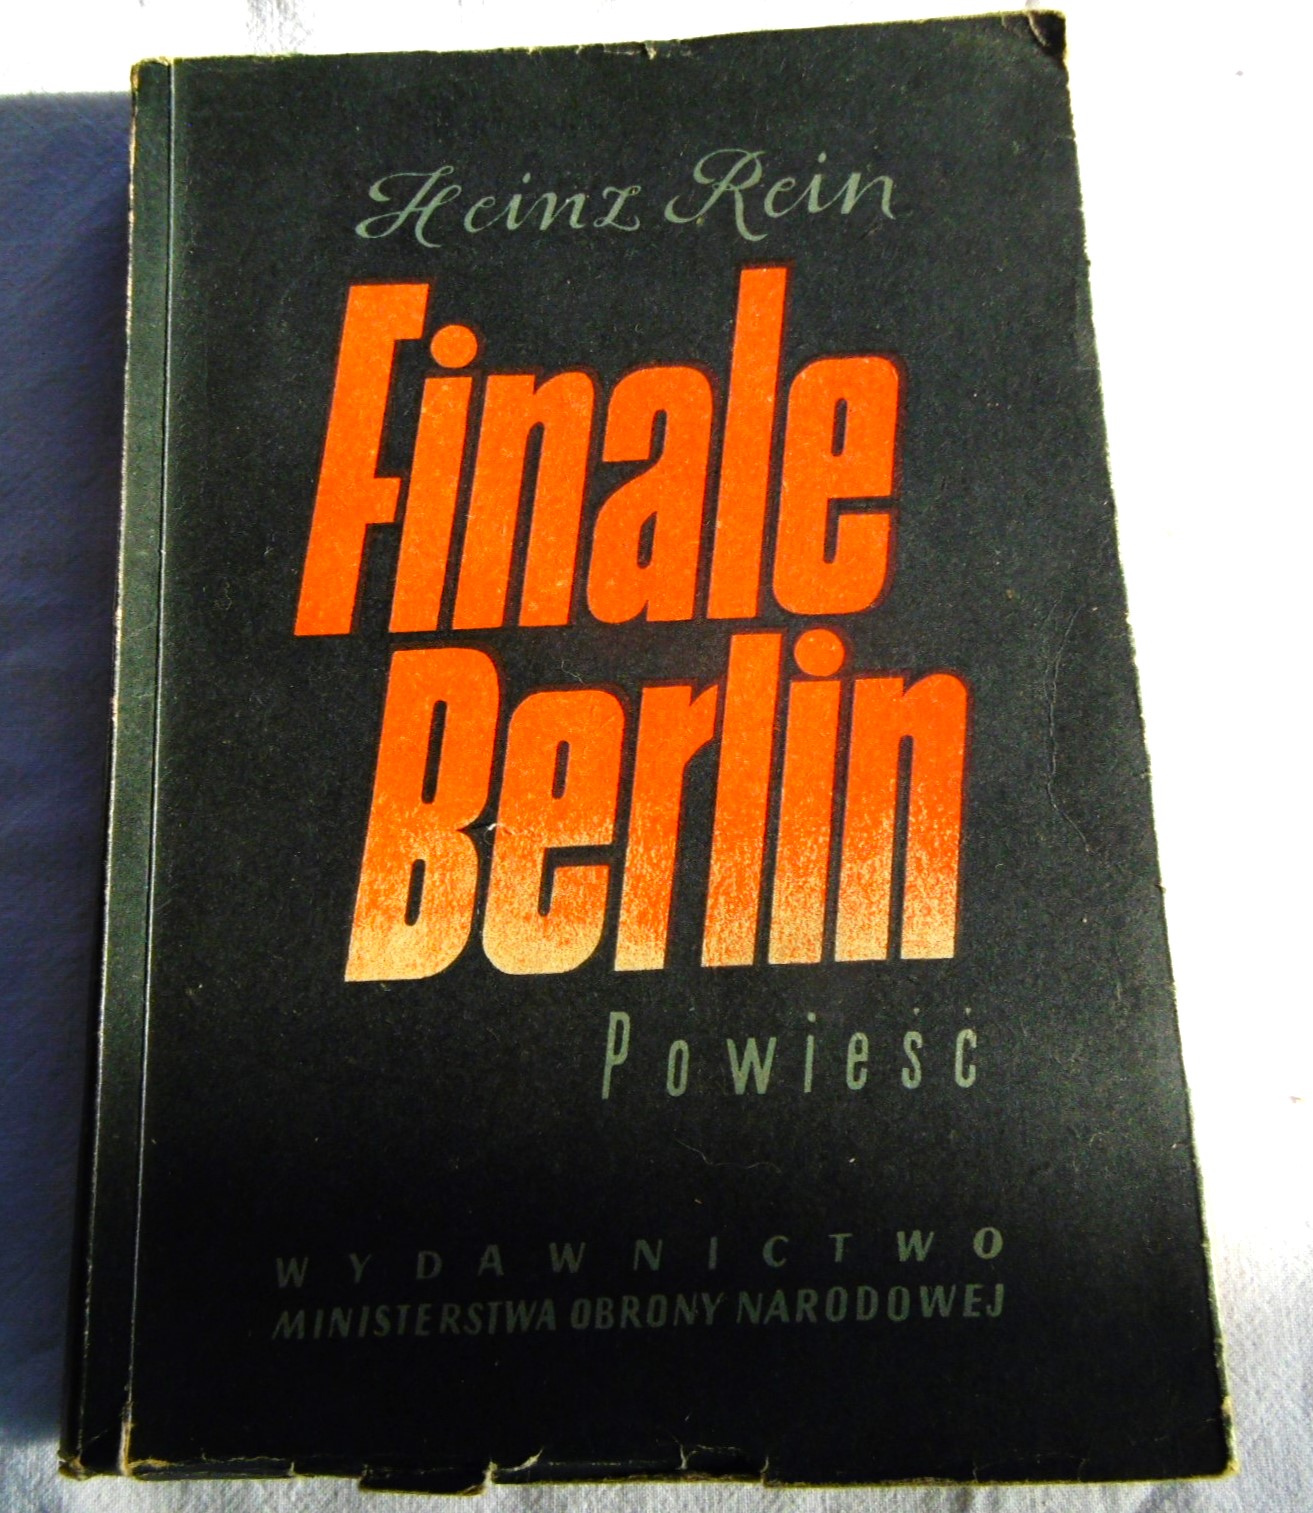 Heinz Rein
Finale
Berlin
Powieść
WYDAWNICTWO
MINISTERSTWA OBRONY NARODOWEJ